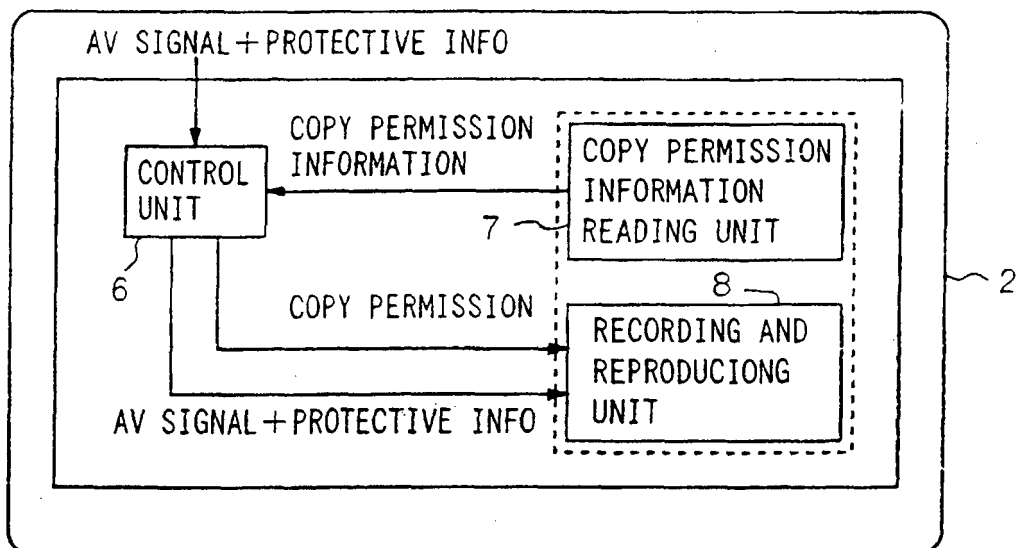 AV SIGNAL+PROTECTIVE INFO
COPY PERMISSION
INFORMATION
CONTROL
UNIT
COPY PERMISSION
INFORMATION
READING UNIT
7
6
2
8
COPY PERMISSION
RECORDING AND
REPRODUCIONG
UNIT
AV SIGNAL+PROTECTIVE INFO